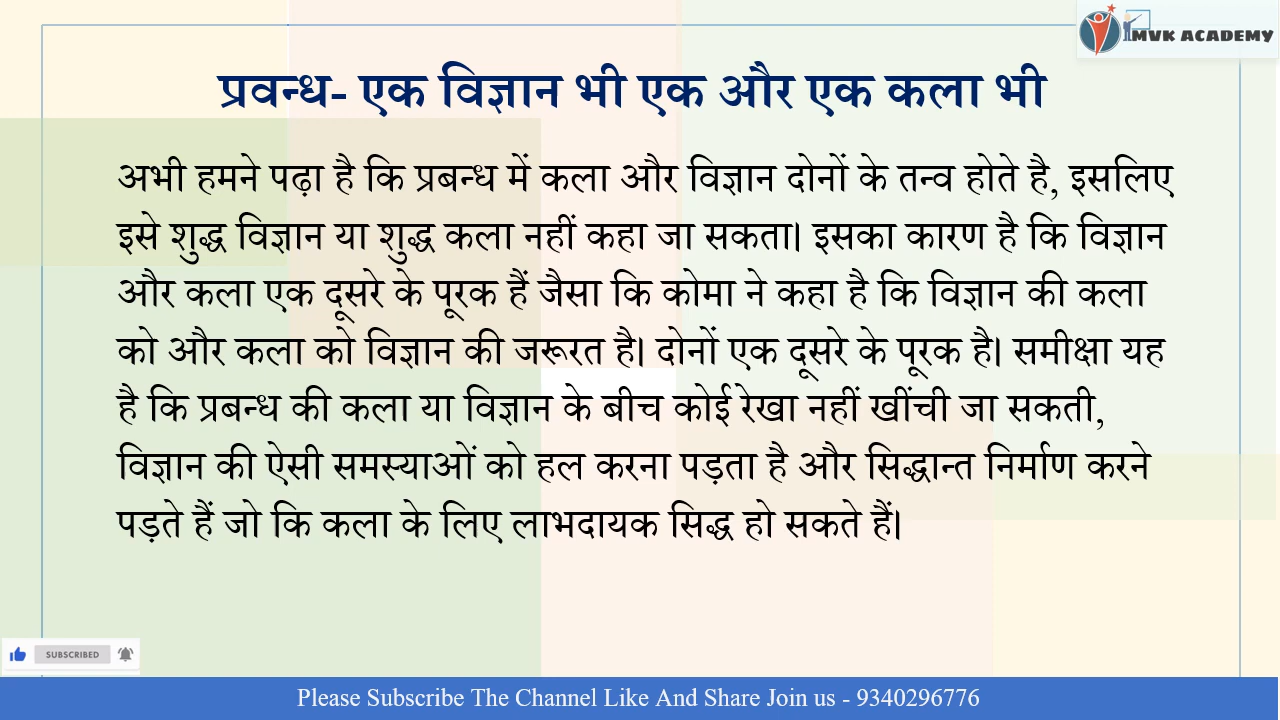 MVK ACADEMY
प्रवन्ध- एक विज्ञान भी एक और एक कला भी
अभी हमने पढ़ा है कि प्रबन्ध में कला और विज्ञान दोनों के तन्व होते है, इसलिए
इसे शुद्ध विज्ञान या शुद्ध कला नहीं कहा जा सकता। इसका कारण है कि विज्ञान
और कला एक दूसरे के पूरक हैं जैसा कि कोमा ने कहा है कि विज्ञान की कला
को और कला को विज्ञान की जरूरत है। दोनों एक दूसरे के पूरक है। समीक्षा यह
है कि प्रबन्ध की कला या विज्ञान के बीच कोई रेखा नहीं खींची जा सकती,
विज्ञान की ऐसी समस्याओं को हल करना पड़ता है और सिद्धान्त निर्माण करने
पड़ते हैं जो कि कला के लिए लाभदायक सिद्ध हो सकते हैं।
SUBSCRIBED
Please Subscribe The Channel Like And Share Join us - 9340296776